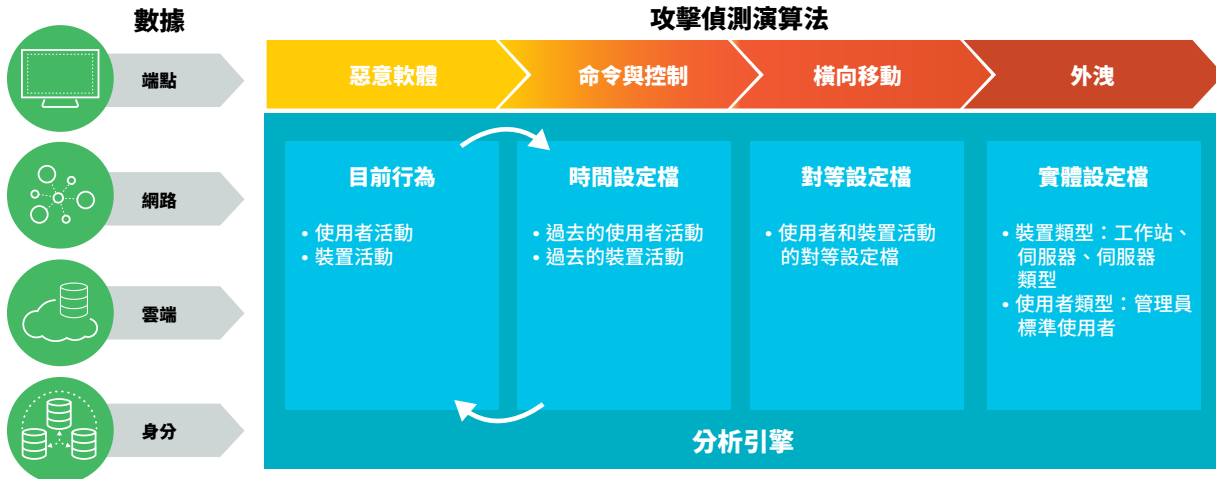 數據
攻擊偵測演算法
端點
網路
雲端
身分
惡意軟體
命令與控制
橫向移動
外洩
目前行為
• 使用者活動
• 裝置活動
時間設定檔
• 過去的使用者活動
• 過去的裝置活動
對等設定檔
• 使用者和裝置活動
的對等設定檔
實體設定檔
• 裝置類型：工作站、
伺服器、伺服器
類型
• 使用者類型：管理員
標準使用者
分析引擎